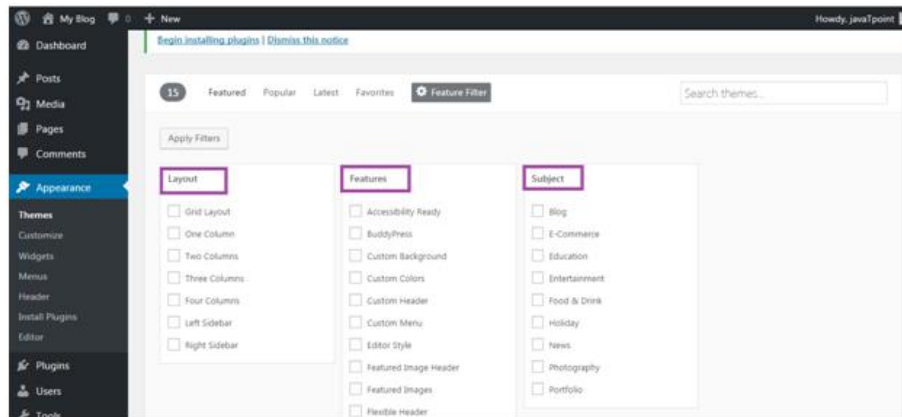 My Blog 0 + New Howdy, javaTpoint
Dashboard
Posts
Media
Pages
Comments
Appearance
Themes
Customize
Widgets
Menus
Header
Install Plugins
Editor
Plugins
Users
Tools
Begin installing plugins | Dismiss this notice
15 Featured Popular Latest Favorites Feature Filter Search themes...
Apply Filters
Layout
Grid Layout
One Column
Two Columns
Three Columns
Four Columns
Left Sidebar
Right Sidebar
Features
Accessibility Ready
BuddyPress
Custom Background
Custom Colors
Custom Header
Custom Menu
Editor Style
Featured Image Header
Featured Images
Flexible Header
Subject
Blog
E-Commerce
Education
Entertainment
Food & Drink
Holiday
News
Photography
Portfolio